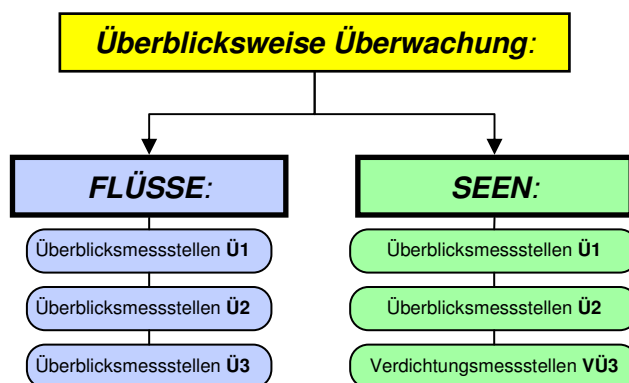 Überblicksweise Überwachung:
FLÜSSE:
Überblicksmessstellen Ü1
Überblicksmessstellen Ü2
Überblicksmessstellen Ü3
SEEN:
Überblicksmessstellen Ü1
Überblicksmessstellen Ü2
Verdichtungsmessstellen VÜ3